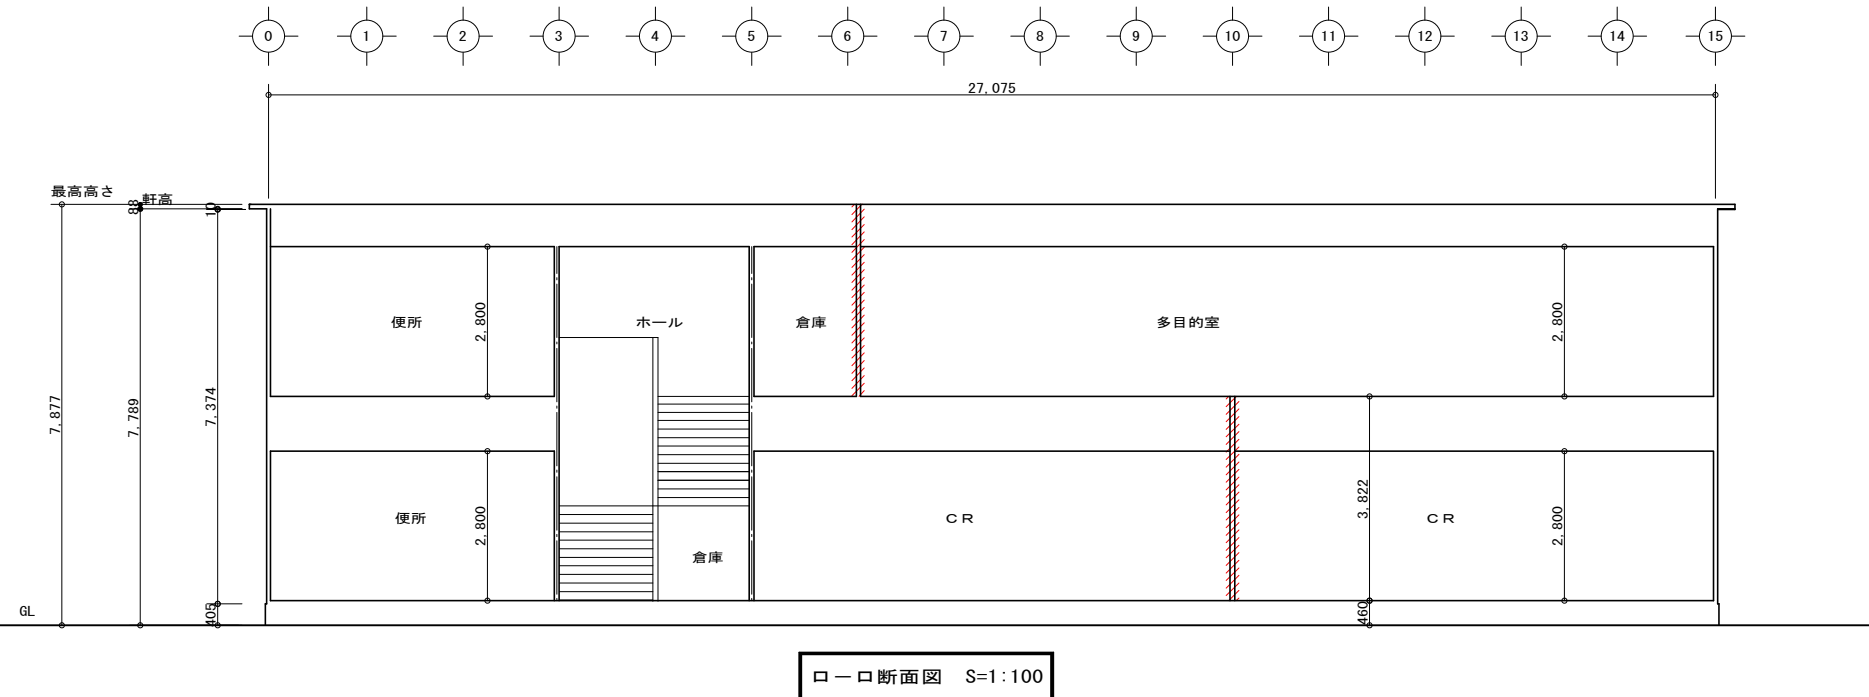 0 1 2 3 4 5 6 7 8 9 10 11 12 13 14 15
27,075
最高高さ
軒高
88
10
便所
2,800
ホール
倉庫
多目的室
2,800
7,877
7,789
7,374
便所
2,800
倉庫
CR
3,822
CR
2,800
GL
405
460
ローロ断面図 S=1:100